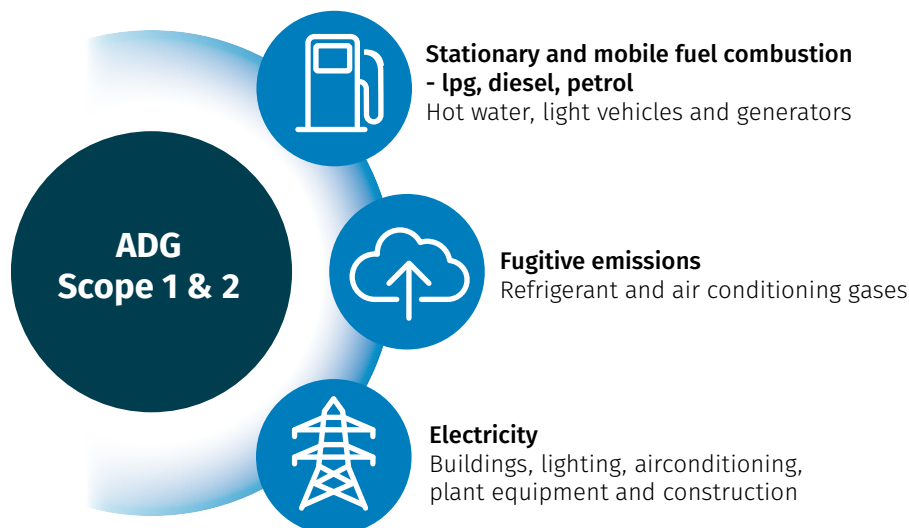 ADG
Scope 1 & 2
Stationary and mobile fuel combustion
- lpg, diesel, petrol
Hot water, light vehicles and generators
Fugitive emissions
Refrigerant and air conditioning gases
Electricity
Buildings, lighting, airconditioning,
plant equipment and construction